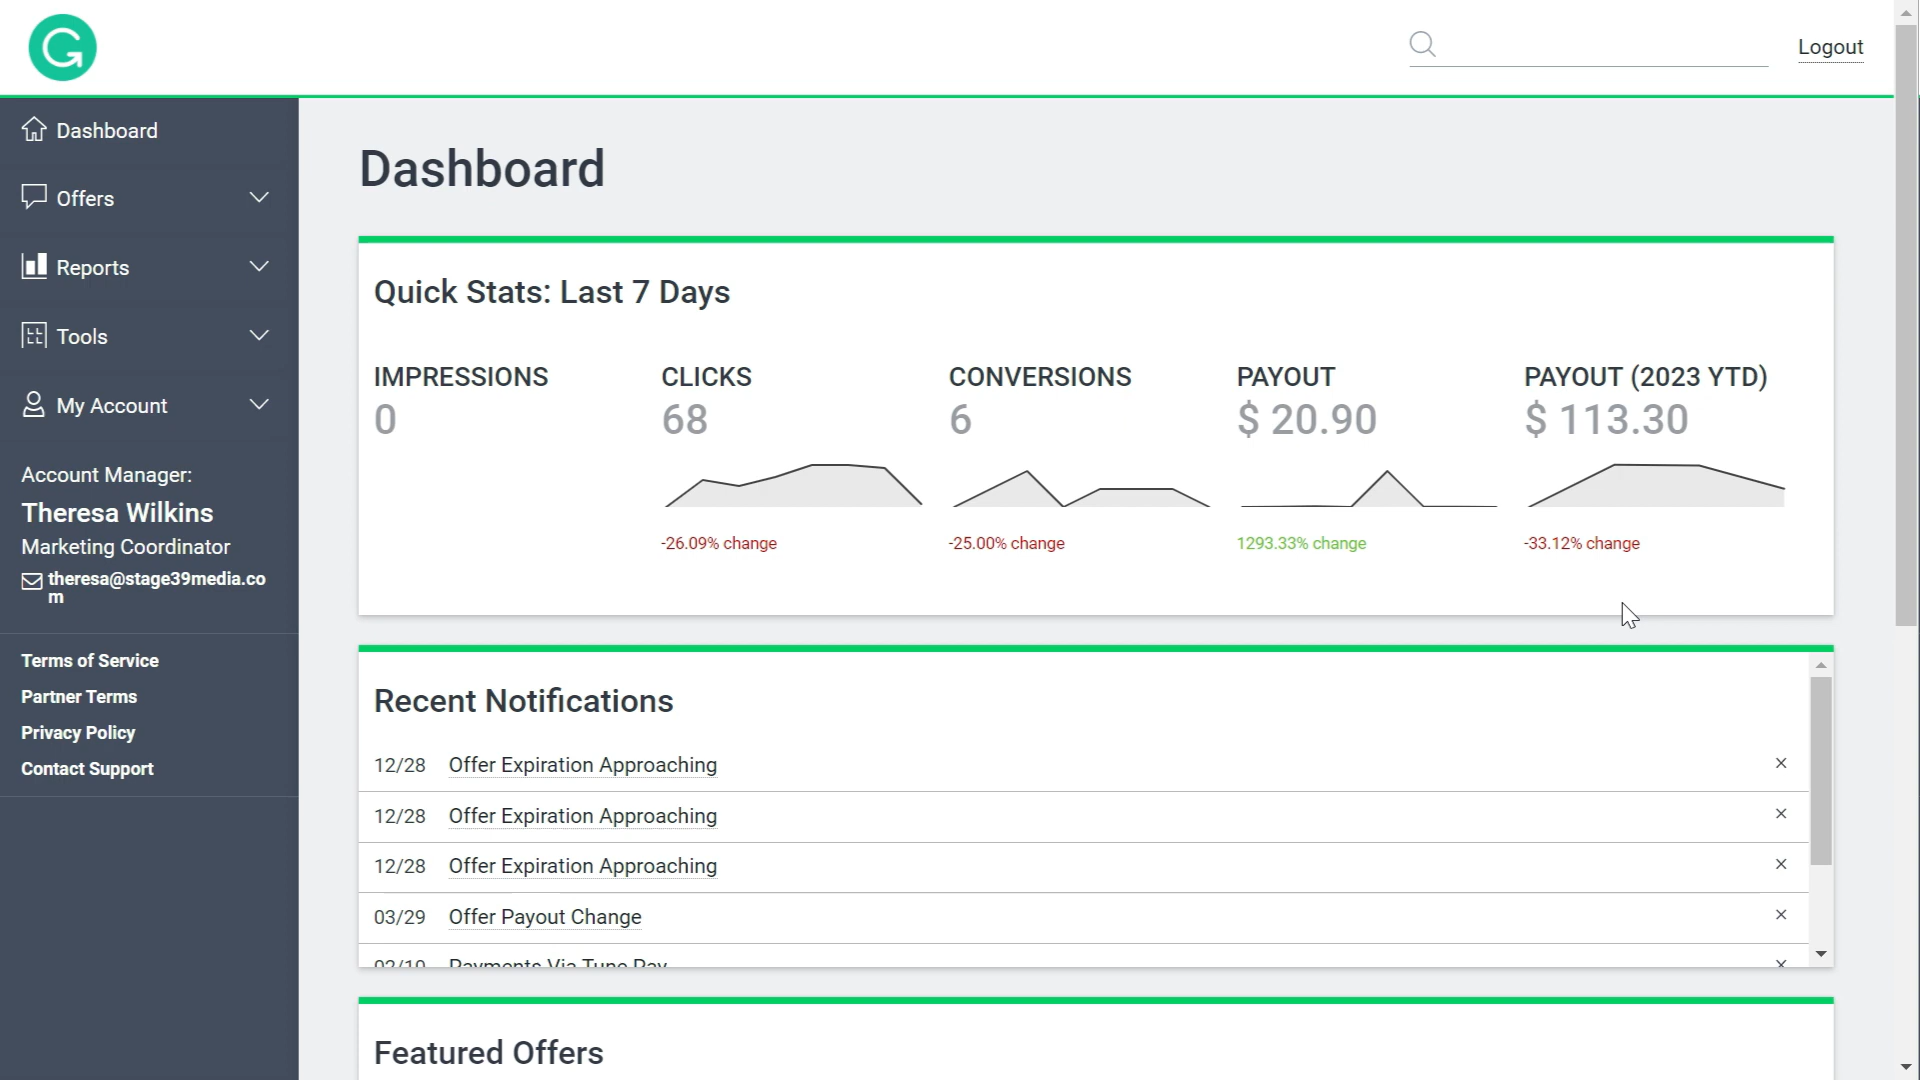 Logout
Dashboard
Offers
Reports
Tools
My Account
Account Manager:
Theresa Wilkins
Marketing Coordinator
theresa@stage39media.co
m
Terms of Service
Partner Terms
Privacy Policy
Contact Support
Dashboard
Quick Stats: Last 7 Days
IMPRESSIONS
0
CLICKS
68
-26.09% change
CONVERSIONS
6
-25.00% change
PAYOUT
$ 20.90
1293.33% change
PAYOUT (2023 YTD)
$ 113.30
-33.12% change
Recent Notifications
12/28 Offer Expiration Approaching
12/28 Offer Expiration Approaching
12/28 Offer Expiration Approaching
03/29 Offer Payout Change
Payments Via Tune Pay
Featured Offers